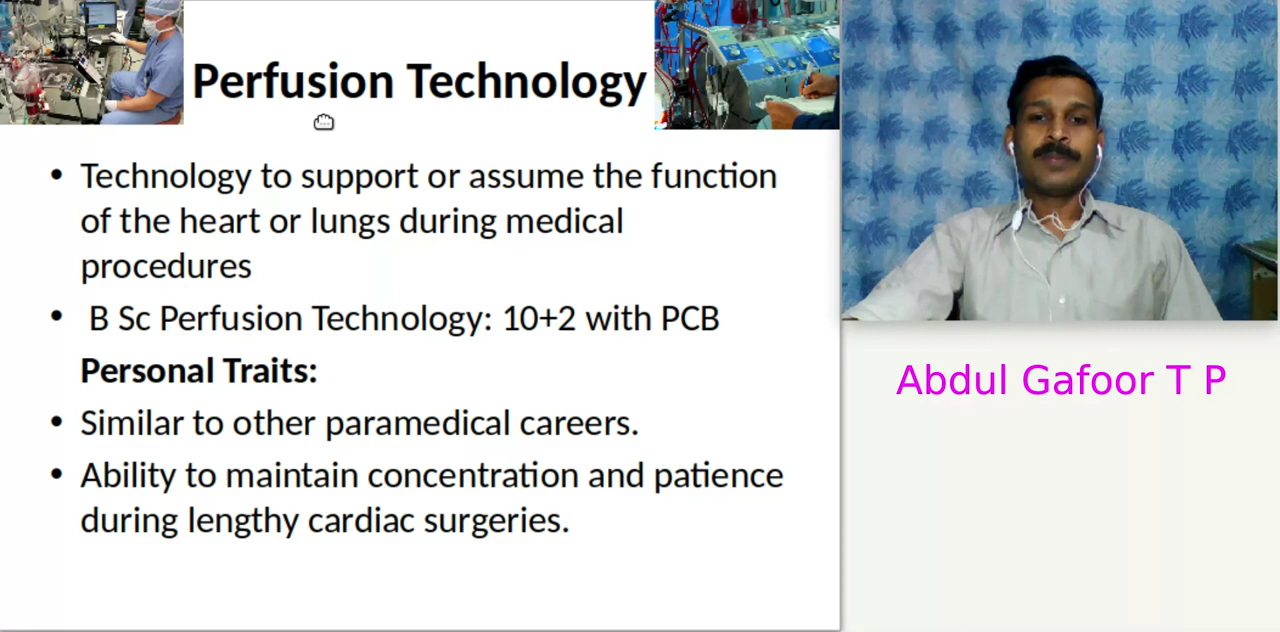 Perfusion Technology
• Technology to support or assume the function
of the heart or lungs during medical
procedures
• B Sc Perfusion Technology: 10+2 with PCB
Personal Traits:
• Similar to other paramedical careers.
• Ability to maintain concentration and patience
during lengthy cardiac surgeries.
Abdul Gafoor T P